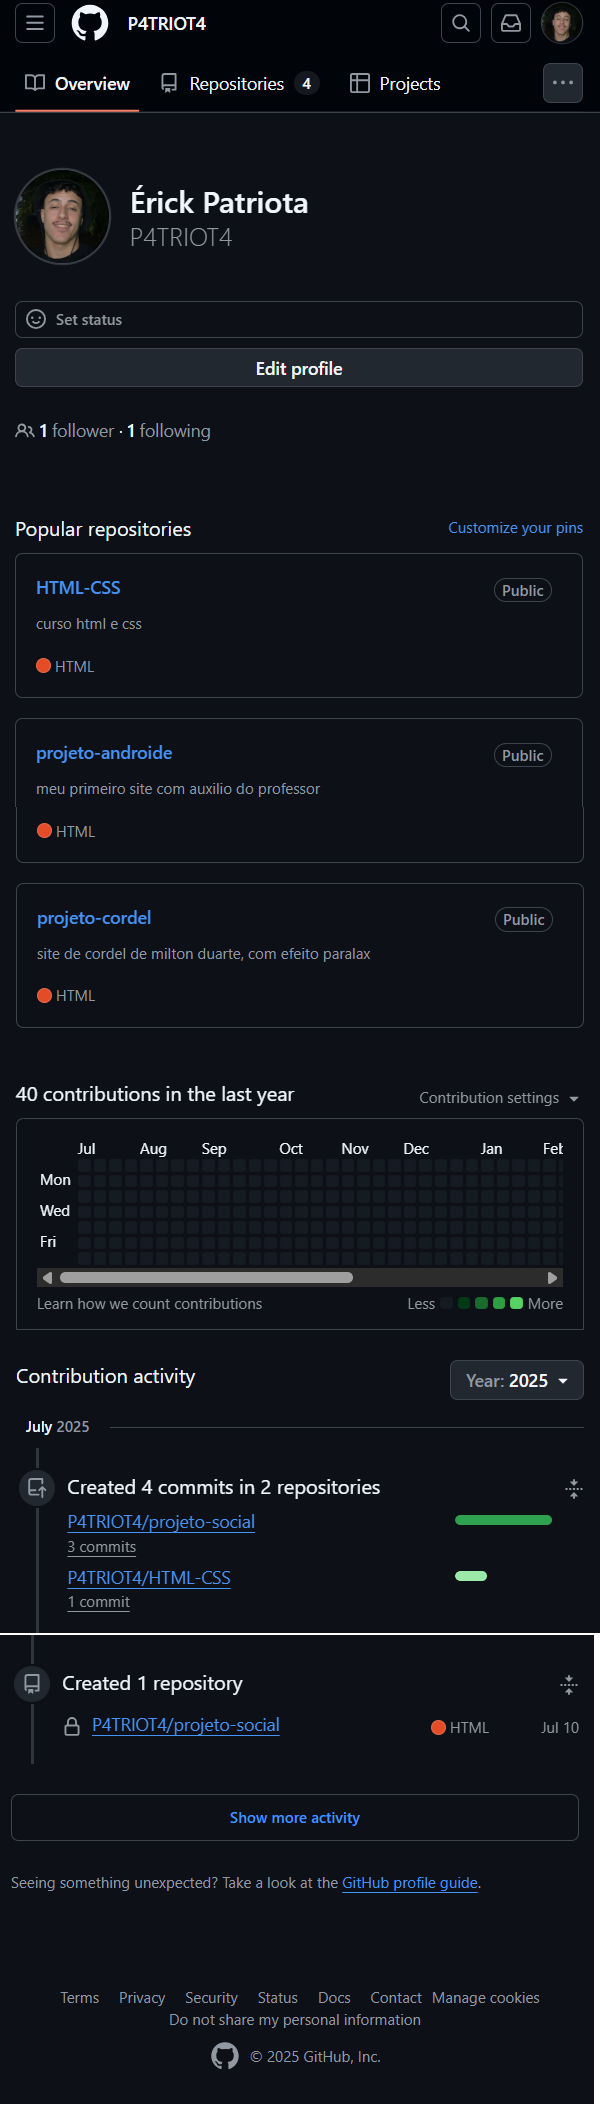 P4TRIOT4
Overview Repositories 4 Projects
Érick Patriota
P4TRIOT4
Set status
Edit profile
1 follower · 1 following
Popular repositories Customize your pins
HTML-CSS Public
curso html e css
HTML
projeto-androide Public
meu primeiro site com auxilio do professor
HTML
projeto-cordel Public
site de cordel de milton duarte, com efeito paralax
HTML
40 contributions in the last year Contribution settings
Jul Aug Sep Oct Nov Dec Jan Feb
Mon
Wed
Fri
Learn how we count contributions Less More
Contribution activity Year: 2025
July 2025
Created 4 commits in 2 repositories
P4TRIOT4/projeto-social
3 commits
P4TRIOT4/HTML-CSS
1 commit
Created 1 repository
P4TRIOT4/projeto-social HTML Jul 10
Show more activity
Seeing something unexpected? Take a look at the GitHub profile guide.
Terms Privacy Security Status Docs Contact Manage cookies
Do not share my personal information
© 2025 GitHub, Inc.